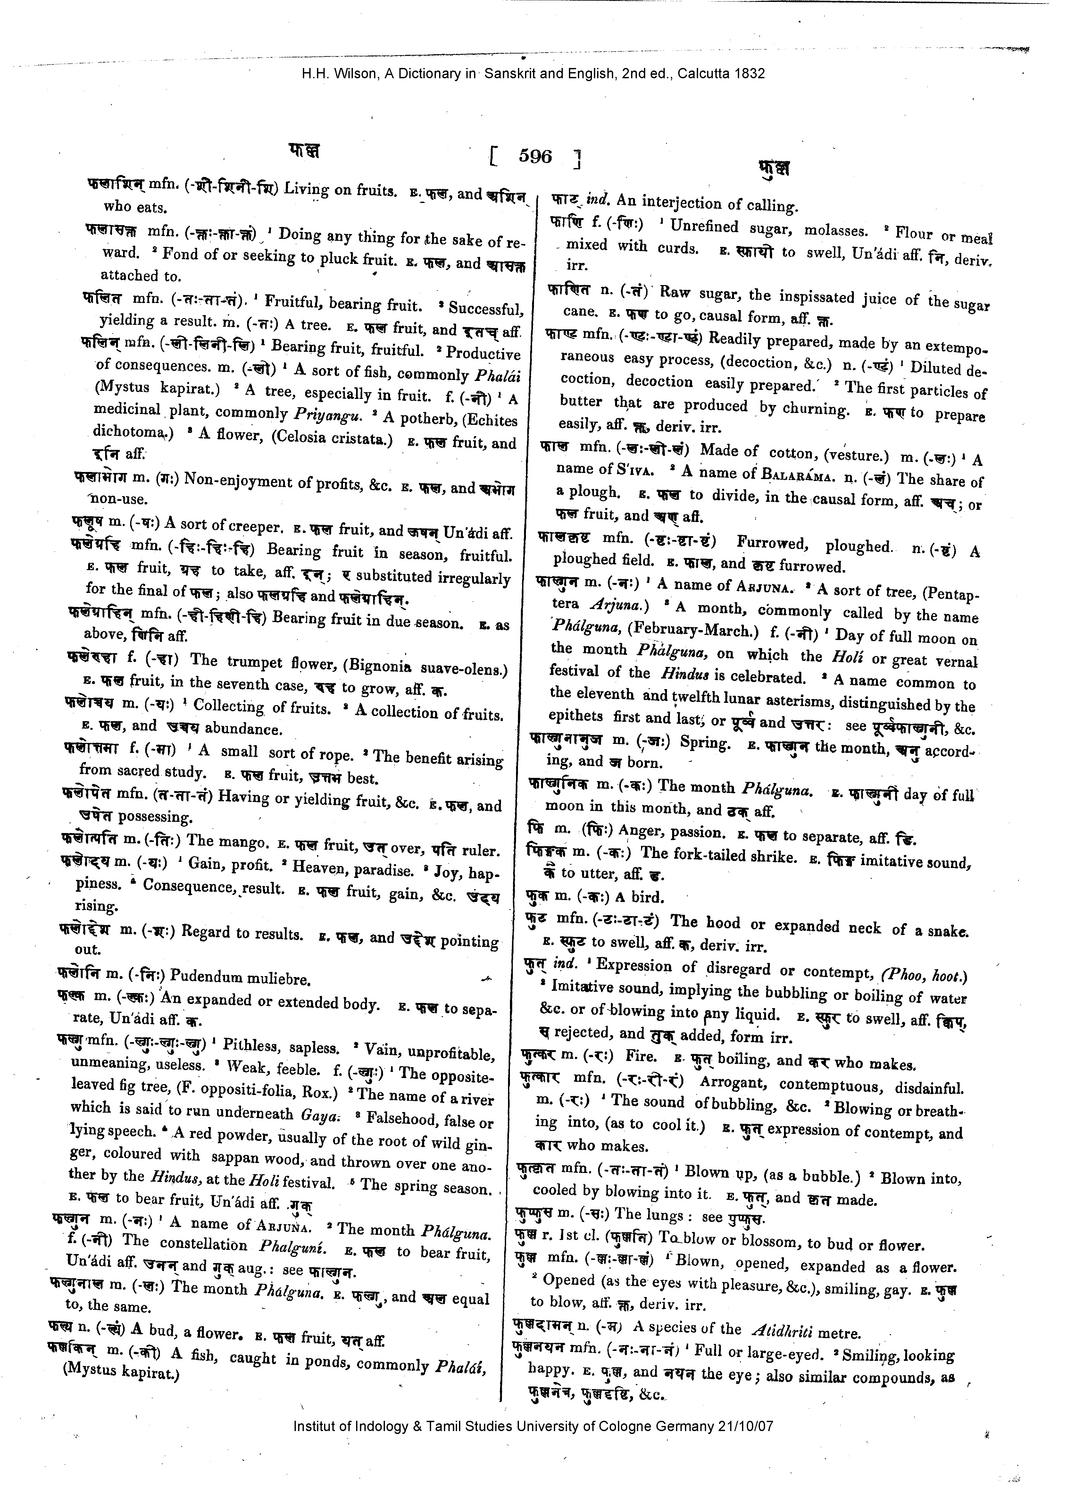 H.H. Wilson, A Dictionary in Sanskrit and English, 2nd ed., Calcutta 1832
फल्ल
[ 596 ]
फुल्ल
फलाशिन् mfn. (-शी-शिनी-शि) Living on fruits. E. फल, and अशिन्
who eats.
फलासक्त mfn. (-क्तः-क्ता-क्तं) ¹ Doing any thing for the sake of re-
ward. ² Fond of or seeking to pluck fruit. E. फल, and आसक्त
attached to.
फलित mfn. (-तः-ता-तं). ¹ Fruitful, bearing fruit. ² Successful,
yielding a result. m. (-तः) A tree. E. फल fruit, and इतच् aff.
फलिन् mfn. (-ली-लिनी-लि) ¹ Bearing fruit, fruitful. ² Productive
of consequences. m. (-ली) ¹ A sort of fish, commonly Phalái
(Mystus kapirat.) ² A tree, especially in fruit. f. (-नी) ¹ A
medicinal plant, commonly Priyangu. ² A potherb, (Echites
dichotoma.) ³ A flower, (Celosia cristata.) E. फल fruit, and
इनि aff.
फलाभोग m. (गः) Non-enjoyment of profits, &c. E. फल, and अभोग
non-use.
फलूष m. (-षः) A sort of creeper. E. फल fruit, and ऊषन् Un'ádi aff.
फलेग्रहि mfn. (-हिः-हिः-हि) Bearing fruit in season, fruitful.
E. फल fruit, ग्रह to take, aff. इन्; ए substituted irregularly
for the final of फल; also फलग्रहि and फलेग्राहिन्.
फलेग्राहिन् mfn. (-ही-हिणी-हि) Bearing fruit in due season. E. as
above, णिनि aff.
फलेरुहा f. (-हा) The trumpet flower, (Bignonia suave-olens.)
E. फल fruit, in the seventh case, रुह to grow, aff. क.
फलोच्चय m. (-यः) ¹ Collecting of fruits. ² A collection of fruits.
E. फल, and उच्चय abundance.
फलोत्तमा f. (-मा) ¹ A small sort of rope. ² The benefit arising
from sacred study. E. फल fruit, उत्तम best.
फलोपेत mfn. (त-ता-तं) Having or yielding fruit, &c. E. फल, and
उपेत possessing.
फलोत्पति m. (-तिः) The mango. E. फल fruit, उत् over, पति ruler.
फलोदय m. (-यः) ¹ Gain, profit. ² Heaven, paradise. ³ Joy, hap-
piness. ⁴ Consequence, result. E. फल fruit, gain, &c. उदय
rising.
फलोद्देश m. (-शः) Regard to results. E. फल, and उद्देश pointing
out.
फलोनि m. (-निः) Pudendum muliebre.
फल्क m. (-ल्कः) An expanded or extended body. E. फल to sepa-
rate, Un'ádi aff. क.
फल्गु mfn. (-ल्गुः-ल्गुः-ल्गु) ¹ Pithless, sapless. ² Vain, unprofitable,
unmeaning, useless. ³ Weak, feeble. f. (-ल्गुः) ¹ The opposite-
leaved fig tree, (F. oppositi-folia, Rox.) ² The name of a river
which is said to run underneath Gaya. ³ Falsehood, false or
lying speech. ⁴ A red powder, usually of the root of wild gin-
ger, coloured with sappan wood, and thrown over one ano-
ther by the Hindus, at the Holi festival. ⁵ The spring season.
E. फल to bear fruit, Un'ádi aff. गुक्
फल्गुन m. (-नः) ¹ A name of ARJUNA. ² The month Phálguna.
f. (-नी) The constellation Phalguní. E. फल to bear fruit,
Un'ádi aff. उनन् and गुक् aug.: see फाल्गुन.
फल्गुनाल m. (-लः) The month Phálguna. E. फल्गु, and अल equal
to, the same.
फल्य n. (-ल्यं) A bud, a flower. E. फल fruit, यत् aff.
फल्लकिन् m. (-की) A fish, caught in ponds, commonly Phalái,
(Mystus kapirat.)
फाट् ind. An interjection of calling.
फाणि f. (-णिः) ¹ Unrefined sugar, molasses. ² Flour or meal
mixed with curds. E. स्फायी to swell, Un'ádi aff. नि, deriv.
irr.
फाणित n. (-तं) Raw sugar, the inspissated juice of the sugar
cane. E. फण to go, causal form, aff. क्त.
फाण्ट mfn. (-ण्टः-ण्टा-ण्टं) Readily prepared, made by an extempo-
raneous easy process, (decoction, &c.) n. (-ण्टं) ¹ Diluted de-
coction, decoction easily prepared. ² The first particles of
butter that are produced by churning. E. फण to prepare
easily, aff. क्त, deriv. irr.
फाल mfn. (-लः-ली-लं) Made of cotton, (vesture.) m. (-लः) ¹ A
name of S'IVA. ² A name of BALARÁMA. n. (-लं) The share of
a plough. E. फल to divide, in the causal form, aff. अच्; or
फल fruit, and अण् aff.
फालकृष्ट mfn. (-ष्टः-ष्टा-ष्टं) Furrowed, ploughed. n. (-ष्टं) A
ploughed field. E. फाल, and कृष्ट furrowed.
फाल्गुन m. (-नः) ¹ A name of ARJUNA. ² A sort of tree, (Pentap-
tera Arjuna.) ³ A month, commonly called by the name
Phálguna, (February-March.) f. (-नी) ¹ Day of full moon on
the month Phálguna, on which the Holí or great vernal
festival of the Hindus is celebrated. ² A name common to
the eleventh and twelfth lunar asterisms, distinguished by the
epithets first and last; or पूर्व्व and उत्तर: see पूर्व्वफाल्गुनी, &c.
फाल्गुनानुज m. (-जः) Spring. E. फाल्गुन the month, अनु accord-
ing, and ज born.
फाल्गुनिक m. (-कः) The month Phálguna. E. फाल्गुनी day of full
moon in this month, and ठक् aff.
फि m. (फिः) Anger, passion. E. फल to separate, aff. डि.
फिङ्गक m. (-कः) The fork-tailed shrike. E. फिङ्ग imitative sound,
कै to utter, aff. ड.
फुक m. (-कः) A bird.
फुट mfn. (-टः-टा-टं) The hood or expanded neck of a snake.
E. स्फुट to swell, aff. क, deriv. irr.
फुत् ind. ¹ Expression of disregard or contempt, (Phoo, hoot.)
² Imitative sound, implying the bubbling or boiling of water
&c. or of blowing into any liquid. E. स्फुर to swell, aff. क्विप्,
स rejected, and तुक् added, form irr.
फुत्कर m. (-रः) Fire. E. फुत् boiling, and कर who makes.
फुत्कार mfn. (-रः-री-रं) Arrogant, contemptuous, disdainful.
m. (-रः) ¹ The sound of bubbling, &c. ² Blowing or breath-
ing into, (as to cool it.) E. फुत् expression of contempt, and
कार who makes.
फुत्कृत mfn. (-तः-ता-तं) ¹ Blown up, (as a bubble.) ² Blown into,
cooled by blowing into it. E. फुत्, and कृत made.
फुप्फुस m. (-सः) The lungs: see पुप्फुस.
फुल्ल r. 1st cl. (फुल्लति) To blow or blossom, to bud or flower.
फुल्ल mfn. (-ल्लः-ल्ला-ल्लं) ¹ Blown, opened, expanded as a flower.
² Opened (as the eyes with pleasure, &c.), smiling, gay. E. फुल्ल
to blow, aff. क्त, deriv. irr.
फुल्लदामन् n. (-म) A species of the Atidhriti metre.
फुल्लनयन mfn. (-नः-ना-नं) ¹ Full or large-eyed. ² Smiling, looking
happy. E. फुल्ल, and नयन the eye; also similar compounds, as
फुल्लनेच, फुल्लदृष्टि, &c.
Institut of Indology & Tamil Studies University of Cologne Germany 21/10/07